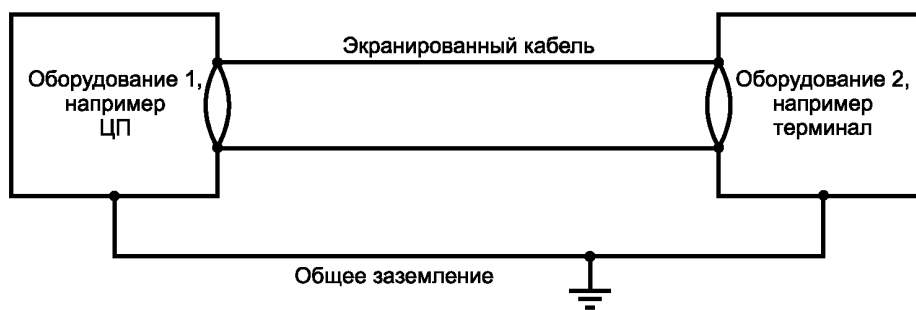 Экранированный кабель
Оборудование 1,
например
ЦП
Оборудование 2,
например
терминал
Общее заземление